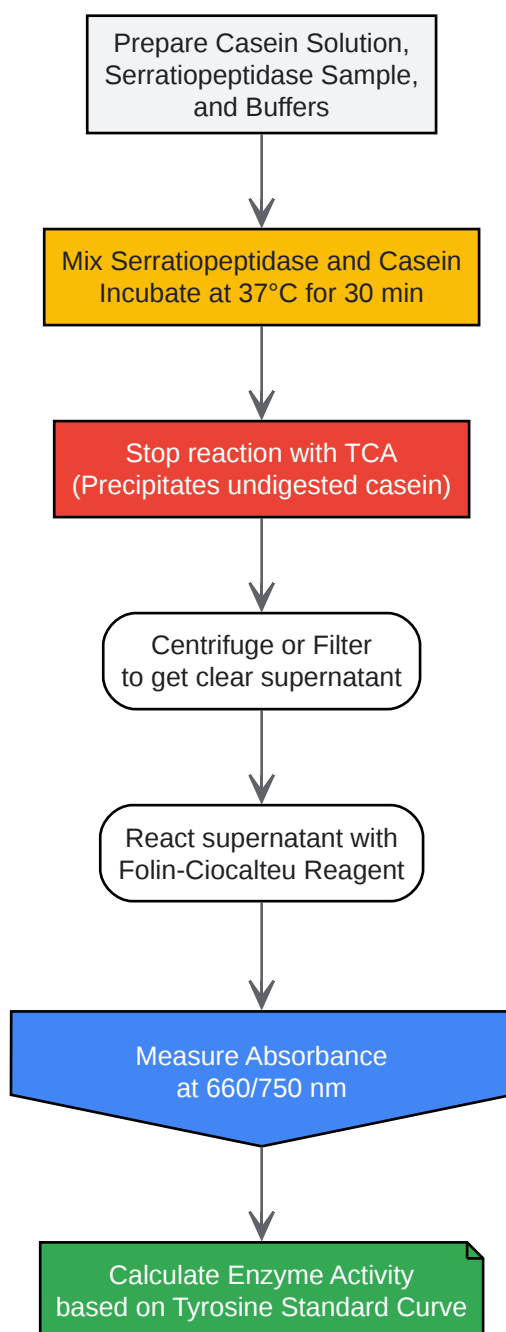 Prepare Casein Solution,
Serratiopeptidase Sample,
and Buffers
Mix Serratiopeptidase and Casein
Incubate at 37°C for 30 min
Stop reaction with TCA
(Precipitates undigested casein)
Centrifuge or Filter
to get clear supernatant
React supernatant with
Folin-Ciocalteu Reagent
Measure Absorbance
at 660/750 nm
Calculate Enzyme Activity
based on Tyrosine Standard Curve